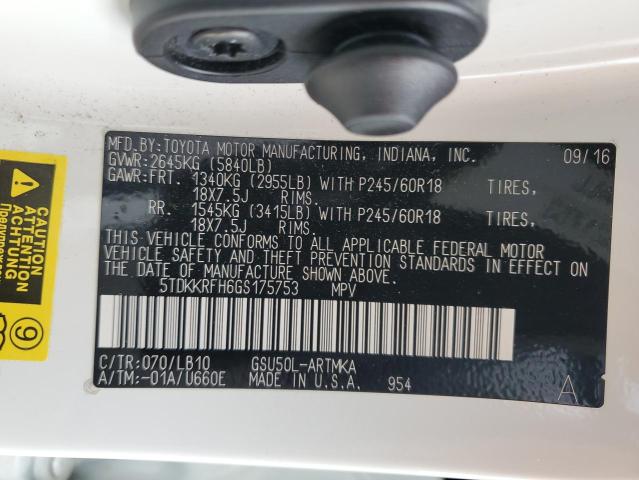 MFD.BY:TOYOTA MOTOR MANUFACTURING, INDIANA, INC. 09/16
GVWR:2645KG (5840LB)
GAWR:FRT. 1340KG (2955LB) WITH P245/60R18 TIRES,
18X7.5J RIMS.
RR. 1545KG (3415LB) WITH P245/60R18 TIRES,
18X7.5J RIMS.
THIS VEHICLE CONFORMS TO ALL APPLICABLE FEDERAL MOTOR
VEHICLE SAFETY AND THEFT PREVENTION STANDARDS IN EFFECT ON
THE DATE OF MANUFACTURE SHOWN ABOVE.
5TDKKRFH6GS175753 MPV
C/TR:070/LB10 GSU50L-ARTMKA
A/TM:-01A/U660E MADE IN U.S.A. 954 A
CAUTION
ACHTUNG
9